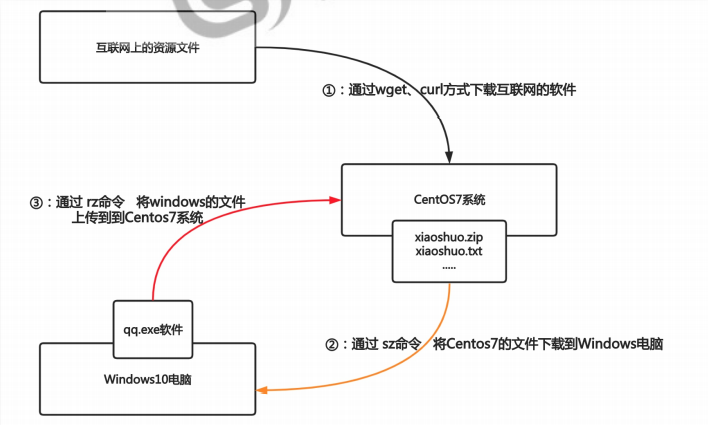 互联网上的资源文件
①：通过wget、curl方式下载互联网的软件
CentOS7系统
③：通过 rz命令 将windows的文件
上传到到Centos7系统
xiaoshuo.zip
xiaoshuo.txt
.....
qq.exe软件
②：通过 sz命令 将Centos7的文件下载到Windows电脑
Windows10电脑